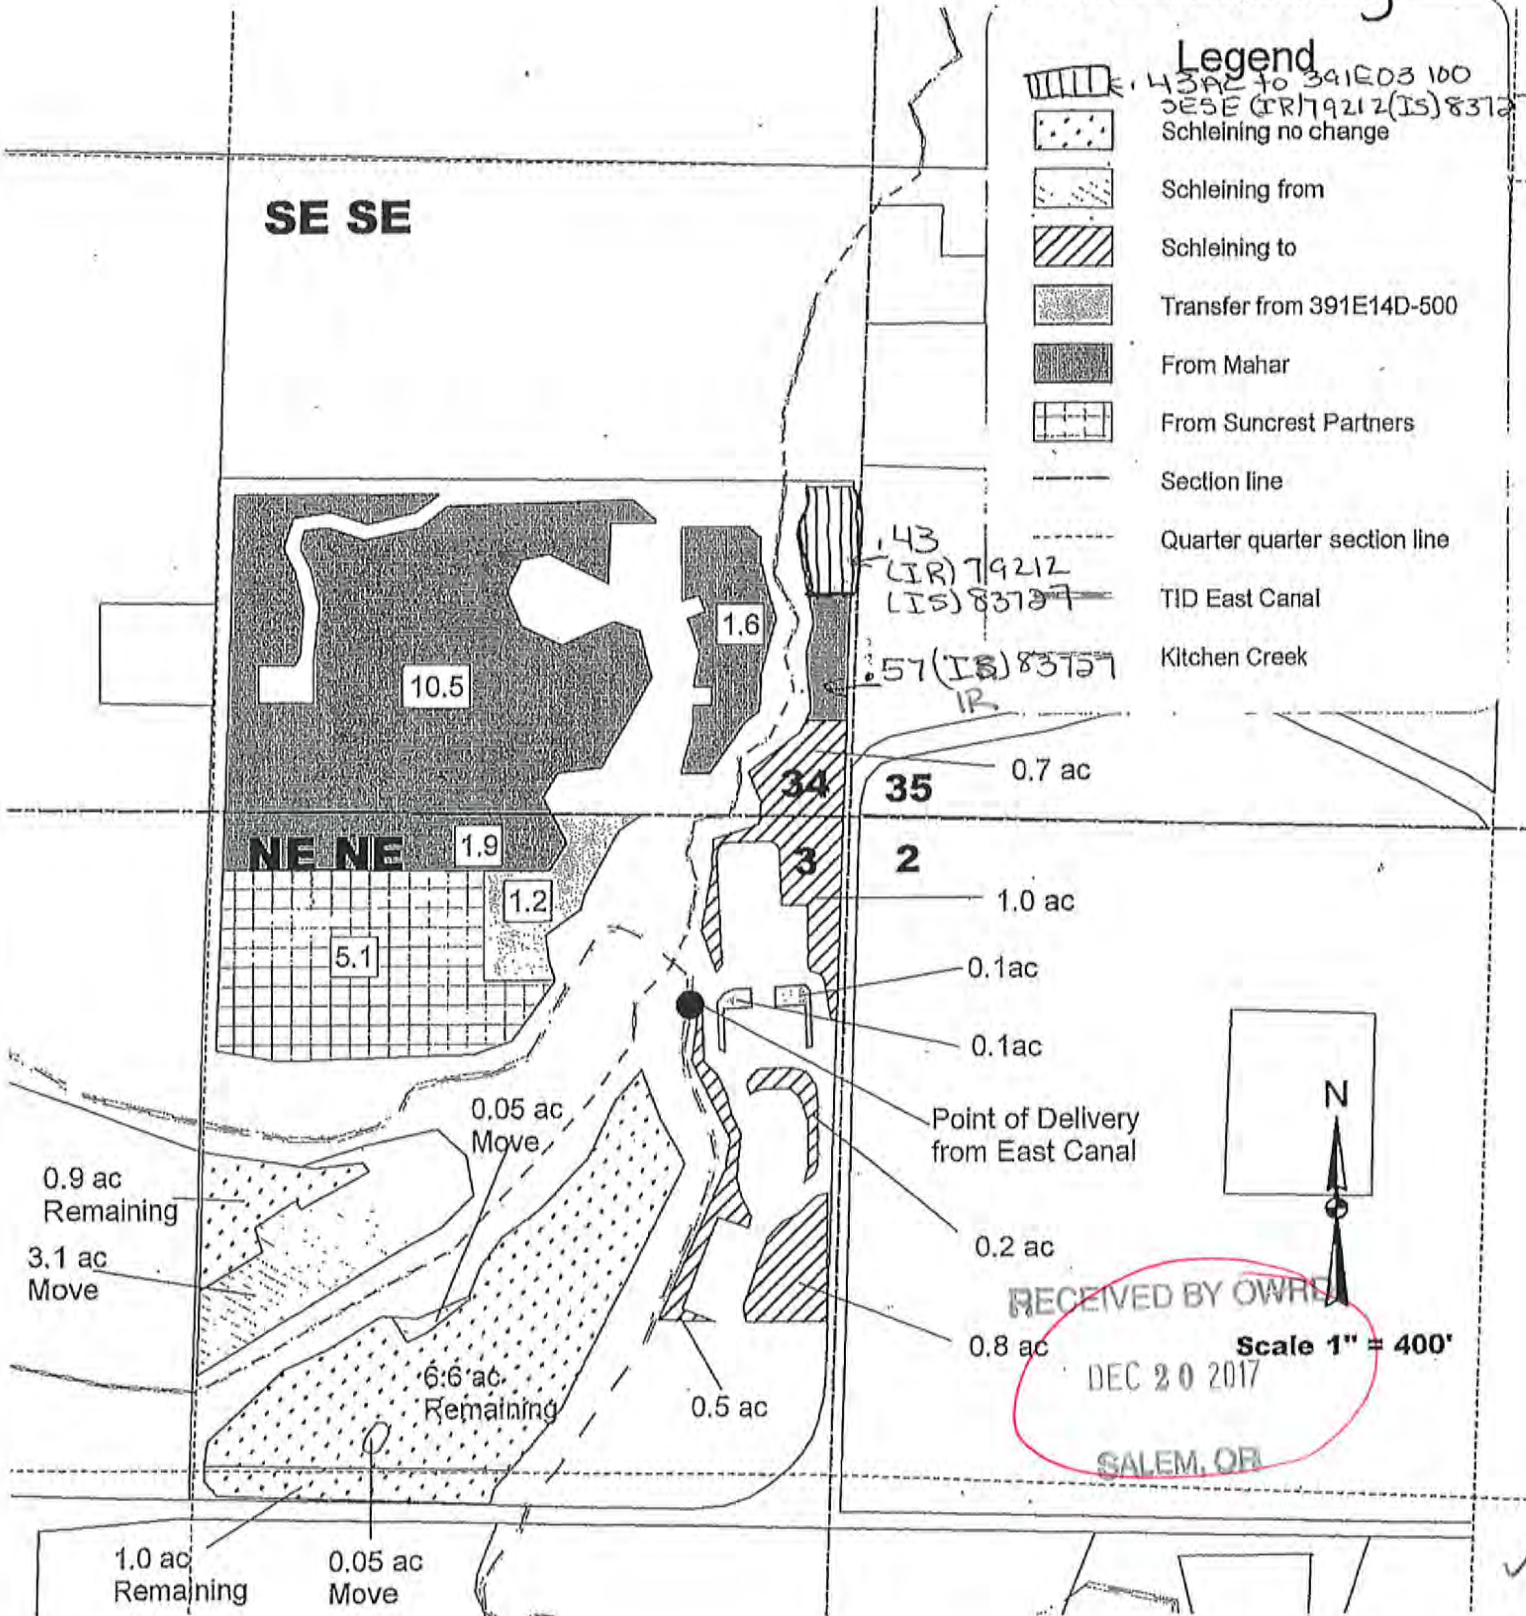 Legend
.43AC to 391E03 100
SESE (IR)79212(IS)8372
Schleining no change
Schleining from
Schleining to
Transfer from 391E14D-500
From Mahar
From Suncrest Partners
Section line
Quarter quarter section line
TID East Canal
Kitchen Creek
SE SE
.43
(IR)79212
(IS)83727
1.6
10.5
.57(IS)83727
IR
0.7 ac
34
35
NE NE
1.9
3
2
1.2
1.0 ac
5.1
0.1ac
0.1ac
0.05 ac
Move
Point of Delivery
from East Canal
N
0.9 ac
Remaining
0.2 ac
3.1 ac
Move
RECEIVED BY OWRD
0.8 ac
Scale 1" = 400'
DEC 20 2017
6.6 ac
Remaining
0.5 ac
SALEM, OR
1.0 ac
Remaining
0.05 ac
Move